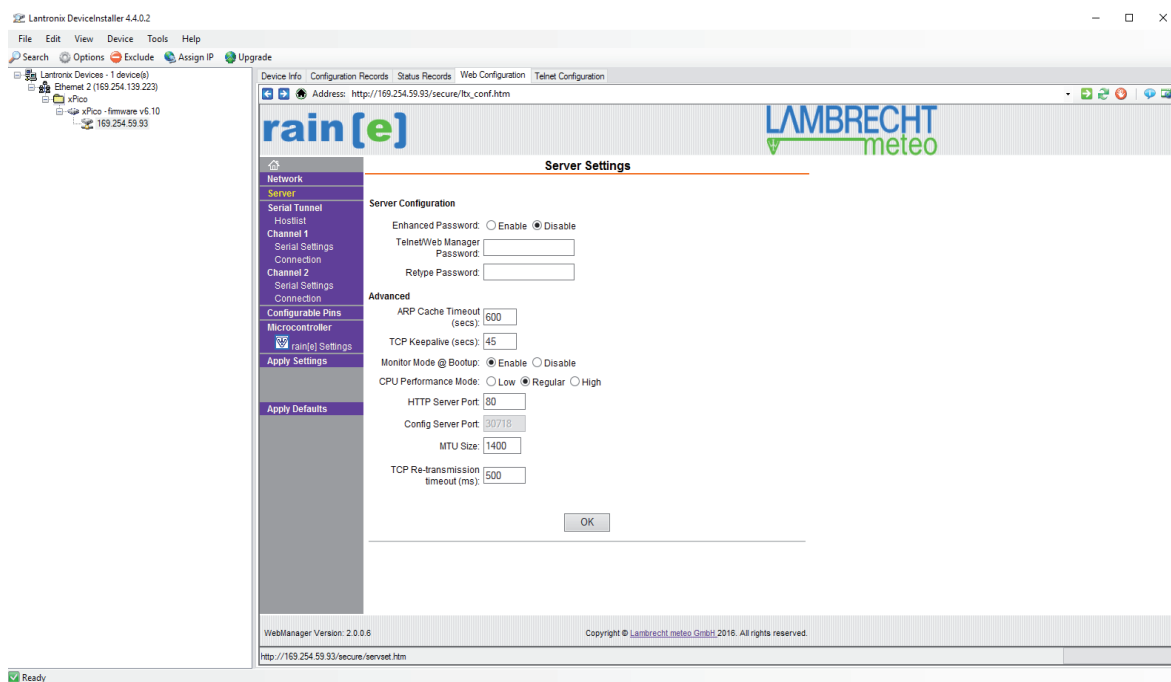 Lantronix DeviceInstaller 4.4.0.2
File Edit View Device Tools Help
Search Options Exclude Assign IP Upgrade
Lantronix Devices - 1 device(s)
Ethernet 2 (169.254.139.223)
xPico
xPico - firmware v6.10
169.254.59.93
Device Info Configuration Records Status Records Web Configuration Telnet Configuration
Address: http://169.254.59.93/secure/ltx_conf.htm
rain[e]
LAMBRECHT
meteo
Network
Server
Serial Tunnel
Hostlist
Channel 1
Serial Settings
Connection
Channel 2
Serial Settings
Connection
Configurable Pins
Microcontroller
rain[e] Settings
Apply Settings
Apply Defaults
Server Settings
Server Configuration
Enhanced Password: Enable Disable
Telnet/Web Manager
Password:
Retype Password:
Advanced
ARP Cache Timeout
(secs): 600
TCP Keepalive (secs): 45
Monitor Mode @ Bootup: Enable Disable
CPU Performance Mode: Low Regular High
HTTP Server Port: 80
Config Server Port: 30718
MTU Size: 1400
TCP Re-transmission
timeout (ms): 500
OK
WebManager Version: 2.0.0.6
Copyright © Lambrecht meteo GmbH 2016. All rights reserved.
http://169.254.59.93/secure/servset.htm
Ready